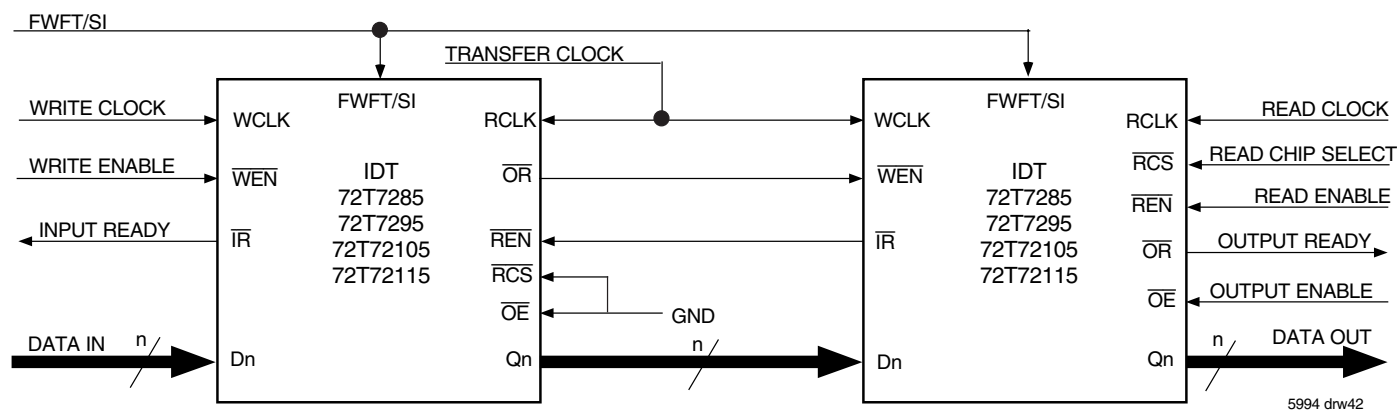 FWFT/SI
TRANSFER CLOCK
FWFT/SI
FWFT/SI
WRITE CLOCK
WCLK
RCLK
WCLK
RCLK
READ CLOCK
RCS
READ CHIP SELECT
WRITE ENABLE
WEN
IDT
72T7285
72T7295
72T72105
72T72115
OR
WEN
IDT
72T7285
72T7295
72T72105
72T72115
REN
READ ENABLE
INPUT READY
IR
REN
IR
OR
OUTPUT READY
RCS
OE
GND
OE
OUTPUT ENABLE
DATA IN
n
Dn
Qn
n
Dn
Qn
n
DATA OUT
5994 drw42